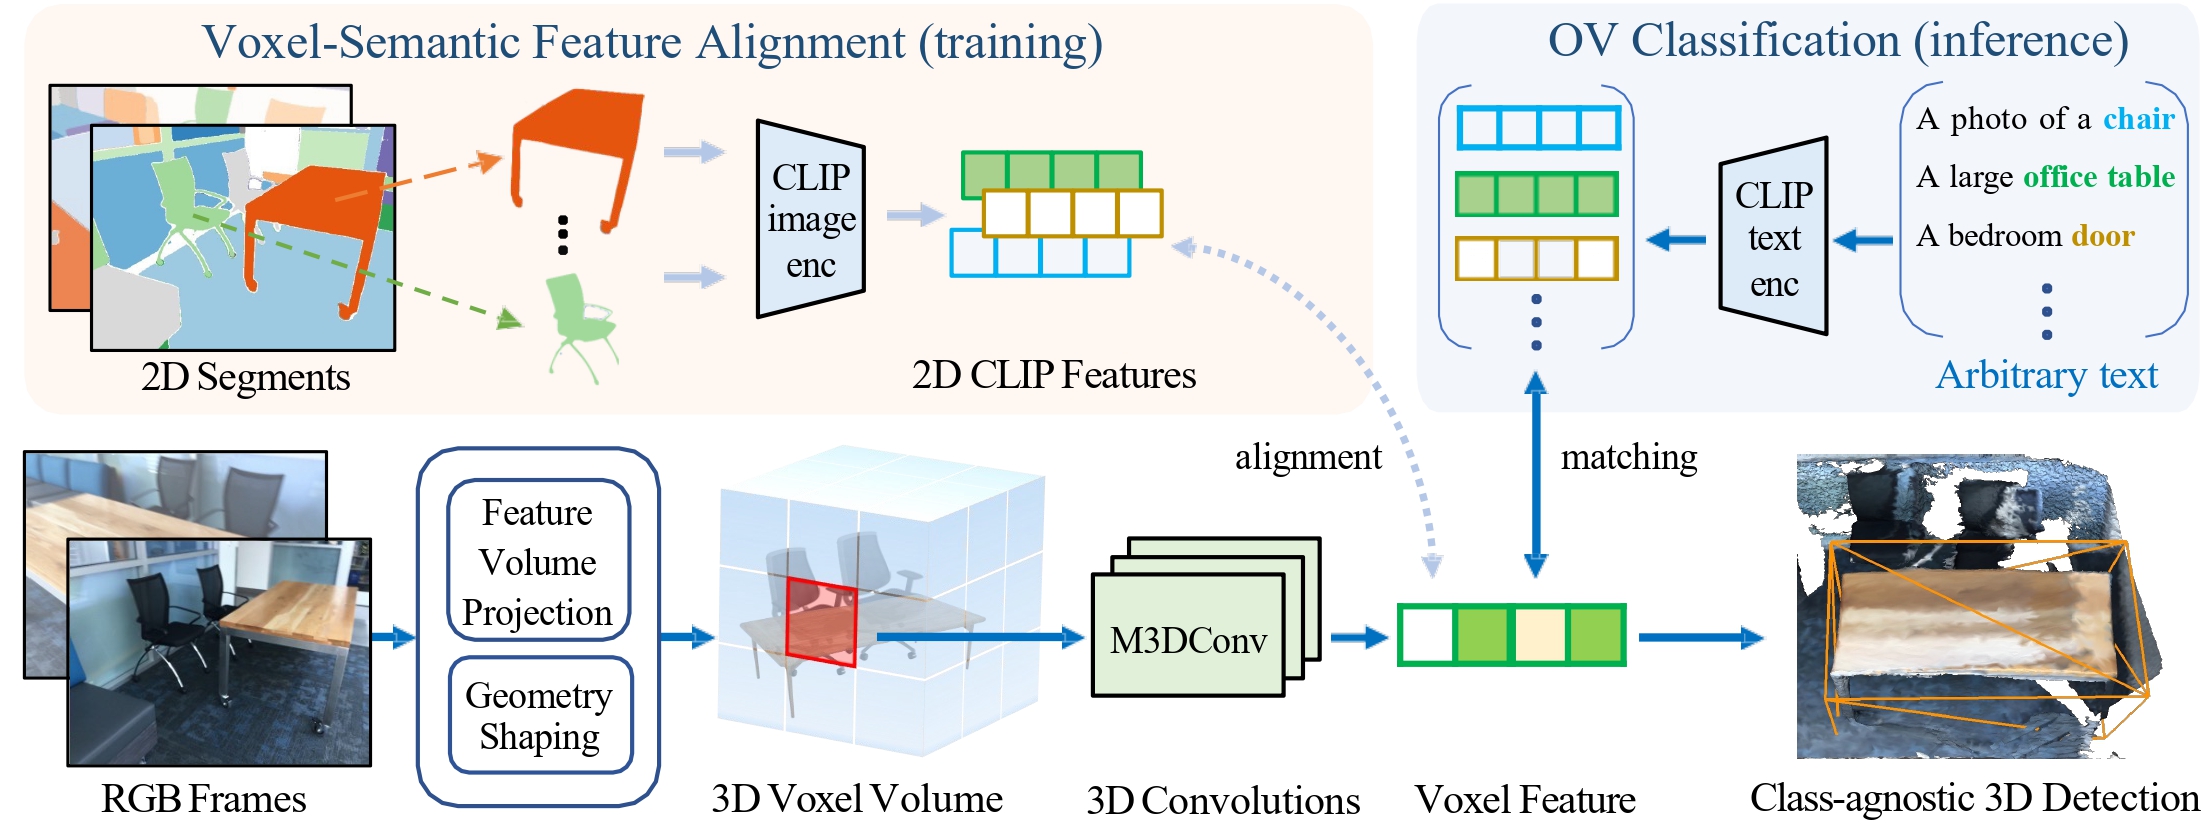 Voxel-Semantic Feature Alignment (training)
2D Segments
CLIP
image
enc
2D CLIP Features
OV Classification (inference)
A photo of a chair
A large office table
A bedroom door
CLIP
text
enc
Arbitrary text
alignment
matching
RGB Frames
Feature
Volume
Projection
Geometry
Shaping
3D Voxel Volume
M3DConv
3D Convolutions
Voxel Feature
Class-agnostic 3D Detection